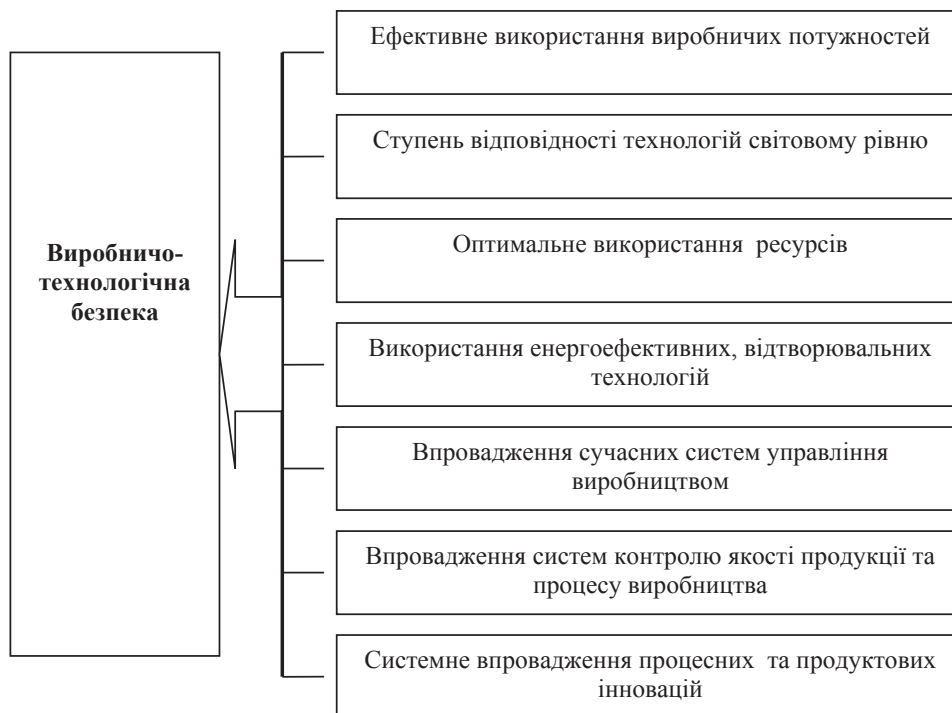 Ефективне використання виробничих потужностей
Ступень відповідності технологій світовому рівню
Виробничо-
технологічна
безпека
Оптимальне використання ресурсів
Використання енергоефективних, відтворювальних
технологій
Впровадження сучасних систем управління
виробництвом
Впровадження систем контролю якості продукції та
процесу виробництва
Системне впровадження процесних та продуктових
інновацій